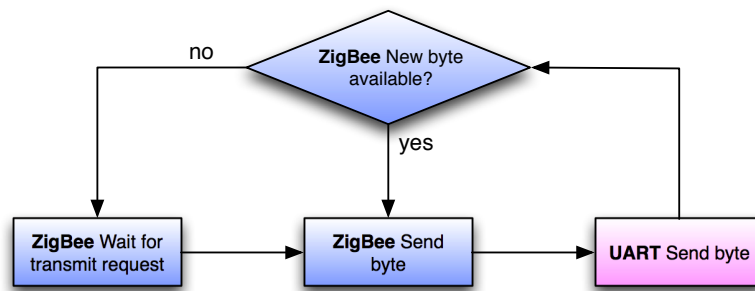 no
ZigBee New byte
available?
yes
ZigBee Wait for
transmit request
ZigBee Send
byte
UART Send byte